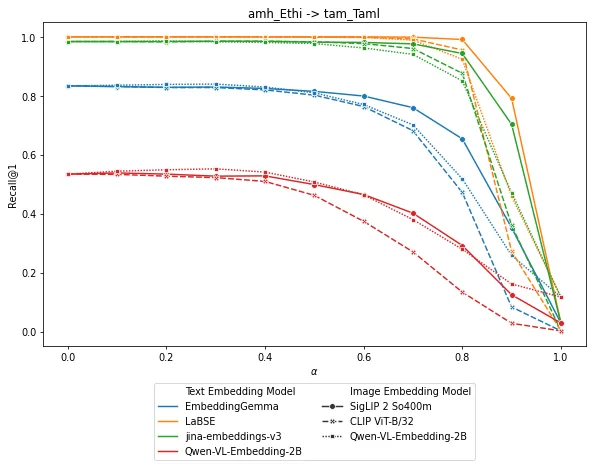 amh_Ethi -> tam_Taml
Recall@1
1.0
0.8
0.6
0.4
0.2
0.0
0.0 0.2 0.4 0.6 0.8 1.0
α
Text Embedding Model
EmbeddingGemma
LaBSE
jina-embeddings-v3
Qwen-VL-Embedding-2B
Image Embedding Model
SigLIP 2 So400m
CLIP ViT-B/32
Qwen-VL-Embedding-2B